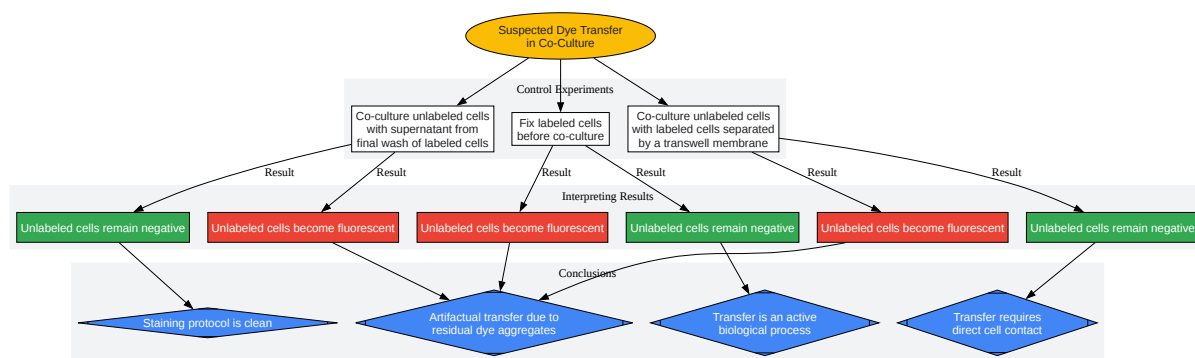 Suspected Dye Transfer
in Co-Culture
Control Experiments
Co-culture unlabeled cells
with supernatant from
final wash of labeled cells
Fix labeled cells
before co-culture
Co-culture unlabeled cells
with labeled cells separated
by a transwell membrane
Result
Result
Result
Result
Result
Result
Interpreting Results
Unlabeled cells remain negative
Unlabeled cells become fluorescent
Unlabeled cells become fluorescent
Unlabeled cells remain negative
Unlabeled cells become fluorescent
Unlabeled cells remain negative
Conclusions
Staining protocol is clean
Artifactual transfer due to
residual dye aggregates
Transfer is an active
biological process
Transfer requires
direct cell contact